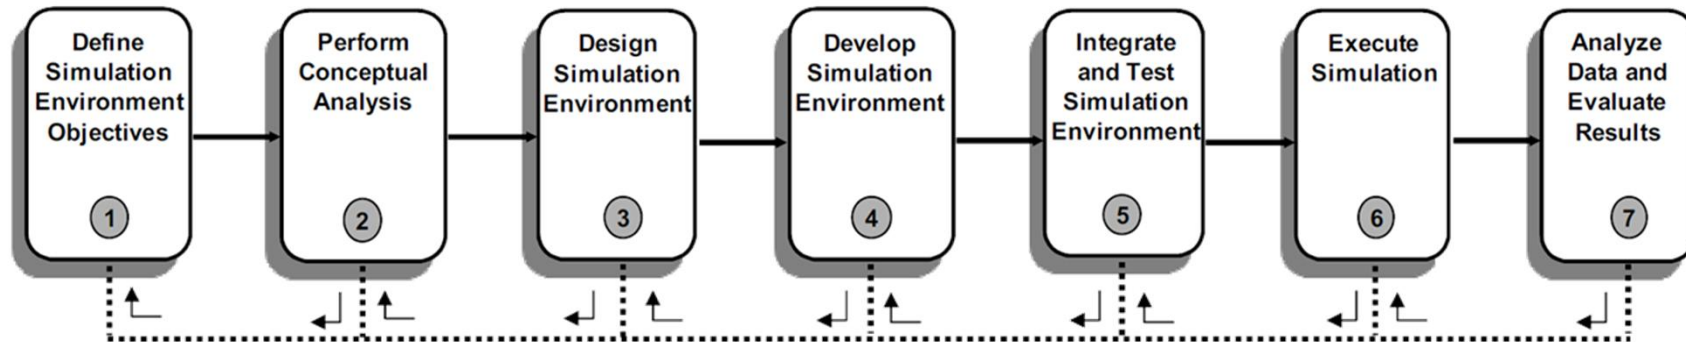 Define
Simulation
Environment
Objectives
1
Perform
Conceptual
Analysis
2
Design
Simulation
Environment
3
Develop
Simulation
Environment
4
Integrate
and Test
Simulation
Environment
5
Execute
Simulation
6
Analyze
Data and
Evaluate
Results
7